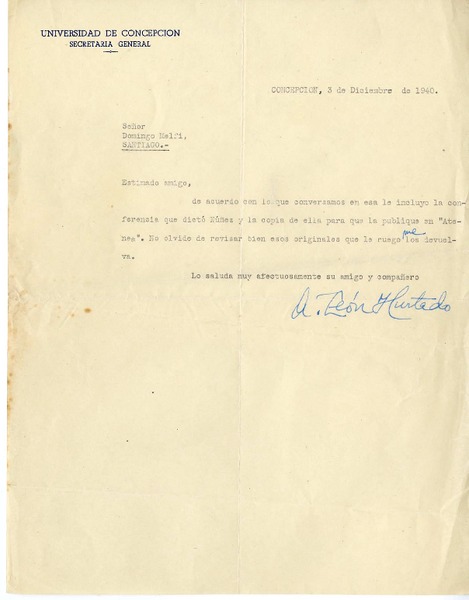 UNIVERSIDAD DE CONCEPCION
SECRETARIA GENERAL
CONCEPCION, 3 de Diciembre de 1940.
Señor
Domingo Melfi,
SANTIAGO.-
Estimado amigo,
de acuerdo con lo que conversamos en esa le incluyo la con
ferencia que dictó Núñez y la copia de ella para que la publique en "Ate-
nea". No olvide de revisar bien esos originales que le ruego me los devuel-
va.
Lo saluda muy afectuosamente su amigo y compañero
A. León Hurtado